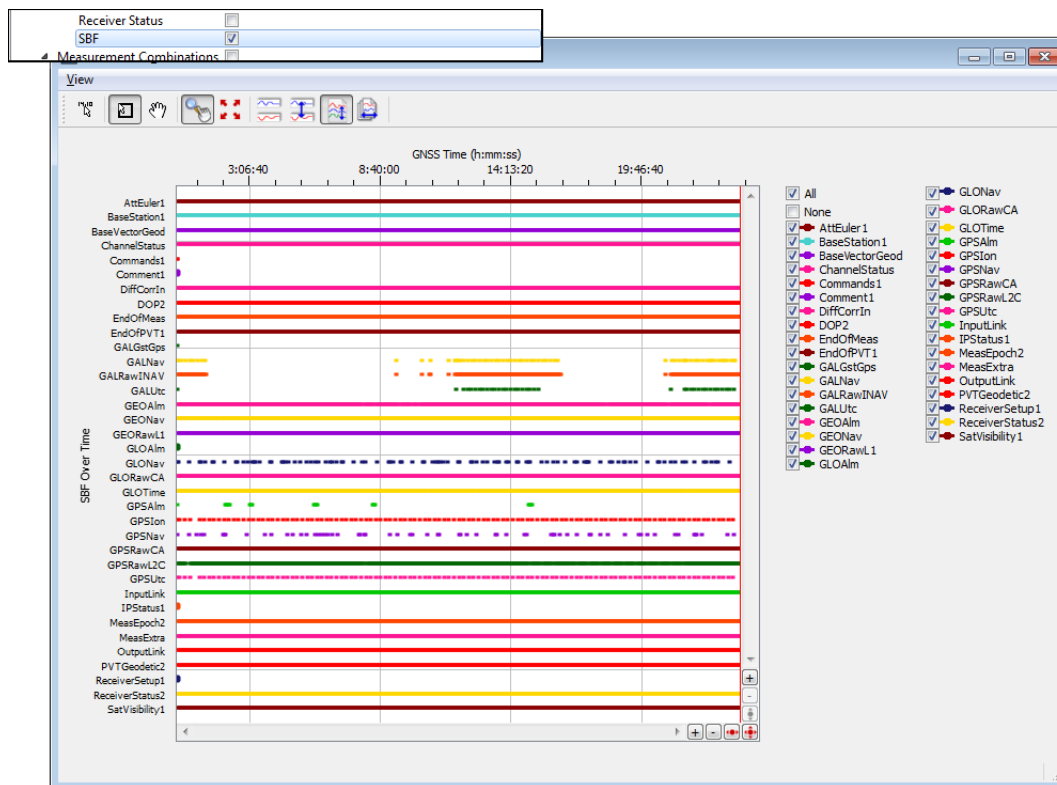 Receiver Status
SBF
Measurement Combinations
View
GNSS Time (h:mm:ss)
3:06:40 8:40:00 14:13:20 19:46:40
SBF Over Time
AttEuler1
BaseStation1
BaseVectorGeod
ChannelStatus
Commands1
Comment1
DiffCorrIn
DOP2
EndOfMeas
EndOfPVT1
GALGstGps
GALNav
GALRawINAV
GALUtc
GEOAlm
GEONav
GEORawL1
GLOAlm
GLONav
GLORawCA
GLOTime
GPSAlm
GPSIon
GPSNav
GPSRawCA
GPSRawL2C
GPSUtc
InputLink
IPStatus1
MeasEpoch2
MeasExtra
OutputLink
PVTGeodetic2
ReceiverSetup1
ReceiverStatus2
SatVisibility1
All
None
AttEuler1
BaseStation1
BaseVectorGeod
ChannelStatus
Commands1
Comment1
DiffCorrIn
DOP2
EndOfMeas
EndOfPVT1
GALGstGps
GALNav
GALRawINAV
GALUtc
GEOAlm
GEONav
GEORawL1
GLOAlm
GLONav
GLORawCA
GLOTime
GPSAlm
GPSIon
GPSNav
GPSRawCA
GPSRawL2C
GPSUtc
InputLink
IPStatus1
MeasEpoch2
MeasExtra
OutputLink
PVTGeodetic2
ReceiverSetup1
ReceiverStatus2
SatVisibility1